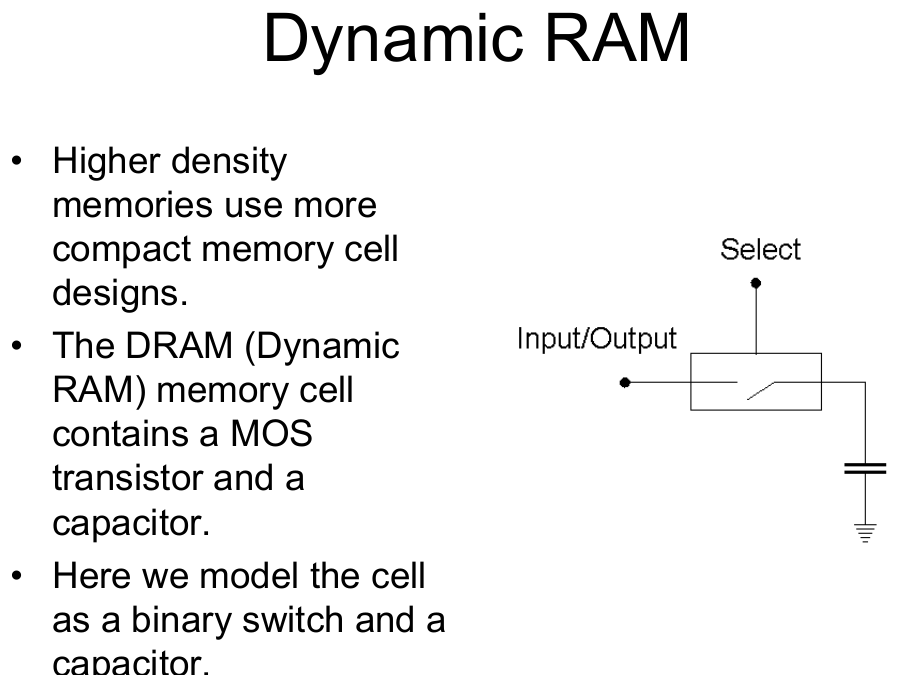 Dynamic RAM
• Higher density
memories use more
compact memory cell
designs.
• The DRAM (Dynamic
RAM) memory cell
contains a MOS
transistor and a
capacitor.
• Here we model the cell
as a binary switch and a
capacitor.
Select
Input/Output